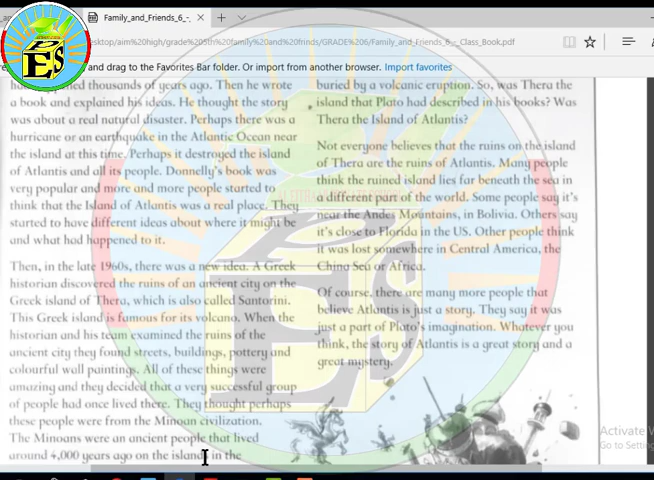 Family_and_Friends_6_-_
sktop/aim high/grade 5th family and frinds/GRADE 6/Family_and_Friends_6_-_Class_Book.pdf
and drag to the Favorites Bar folder. Or import from another browser. Import favorites
ES
thousands of years ago. Then he wrote
a book and explained his ideas. He thought the story
was about a real natural disaster. Perhaps there was a
hurricane or an earthquake in the Atlantic Ocean near
the island at this time. Perhaps it destroyed the island
of Atlantis and all its people. Donnelly's book was
very popular and more and more people started to
think that the Island of Atlantis was a real place. They
started to have different ideas about where it might be
and what had happened to it.
Then, in the late 1960s, there was a new idea. A Greek
historian discovered the ruins of an ancient city on the
Greek island of Thera, which is also called Santorini.
This Greek island is famous for its volcano. When the
historian and his team examined the ruins of the
ancient city they found streets, buildings, pottery and
colourful wall paintings. All of these things were
amazing and they decided that a very successful group
of people had once lived there. They thought perhaps
these people were from the Minoan civilization.
The Minoans were an ancient people that lived
around 4,000 years ago on the islands in the
buried by a volcanic eruption. So, was Thera the
island that Plato had described in his books? Was
Thera the Island of Atlantis?
Not everyone believes that the ruins on the island
of Thera are the ruins of Atlantis. Many people
think the ruined island lies far beneath the sea in
a different part of the world. Some people say it's
near the Andes Mountains, in Bolivia. Others say
it's close to Florida in the US. Other people think
it was lost somewhere in Central America, the
China Sea or Africa.
Of course, there are many more people that
believe Atlantis is just a story. They say it was
just a part of Plato's imagination. Whatever you
think, the story of Atlantis is a great story and a
great mystery.
ES
Activate
Go to Setting